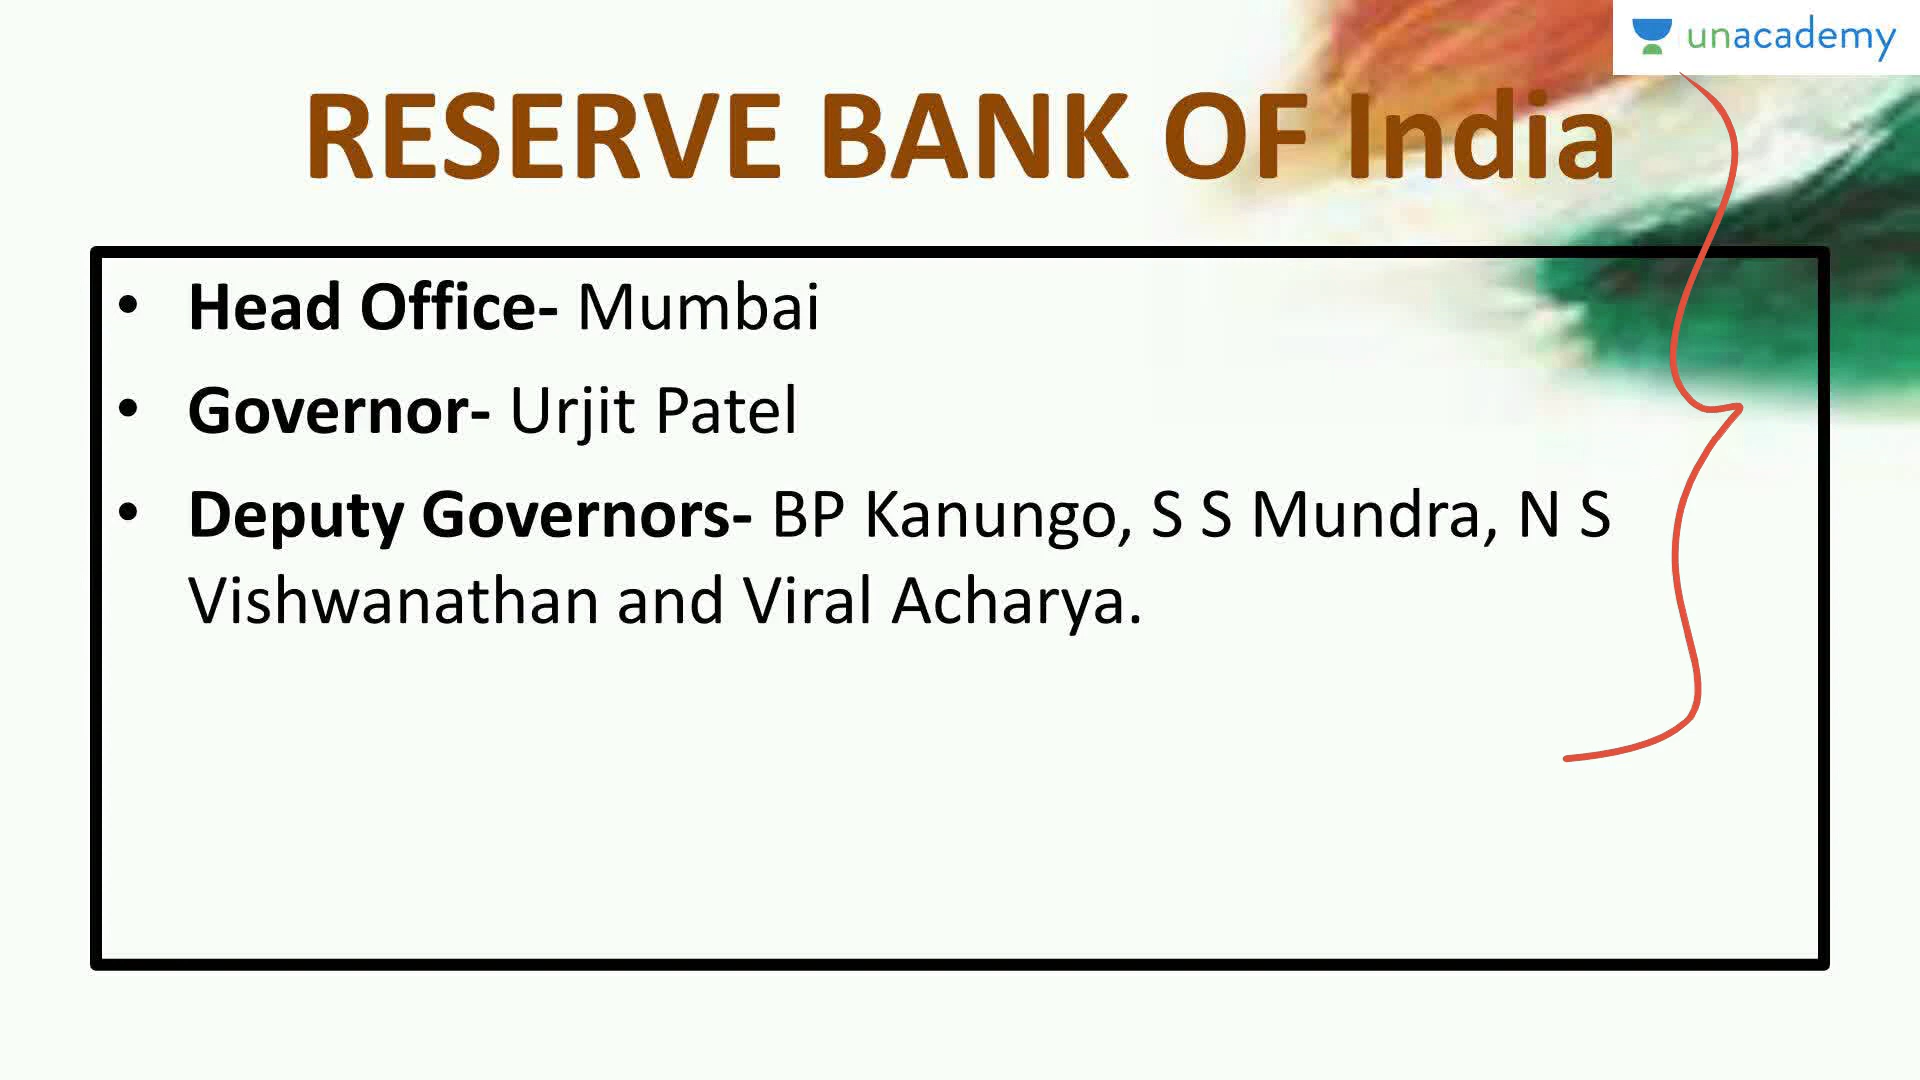 unacademy
RESERVE BANK OF India
• Head Office- Mumbai
• Governor- Urjit Patel
• Deputy Governors- BP Kanungo, S S Mundra, N S
Vishwanathan and Viral Acharya.